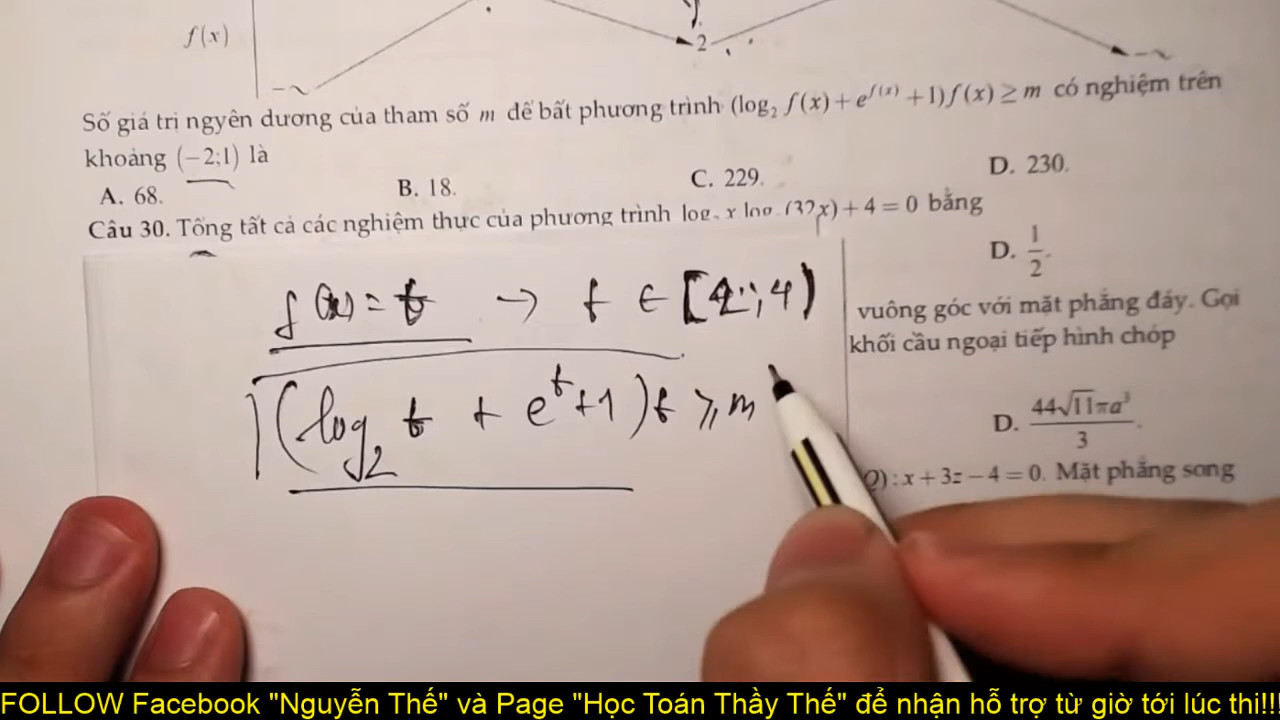 f(x)
2
Số giá trị ngyên dương của tham số m để bất phương trình (log₂ f(x) + e^{f(x)} + 1) f(x) ≥ m có nghiệm trên
khoảng (−2;1) là
A. 68.
B. 18.
C. 229.
D. 230.
Câu 30. Tổng tất cả các nghiệm thực của phương trình log x log (32x) + 4 = 0 bằng
D. 1/2.
f(x) = t → t ∈ [2; 4)
(log₂ t + e^t + 1) t ≥ m
vuông góc với mặt phẳng đáy. Gọi
khối cầu ngoại tiếp hình chóp
D. 44√11πa³/3.
Q): x + 3z − 4 = 0. Mặt phẳng song
FOLLOW Facebook "Nguyễn Thế" và Page "Học Toán Thầy Thế" để nhận hỗ trợ từ giờ tới lúc thi!!!